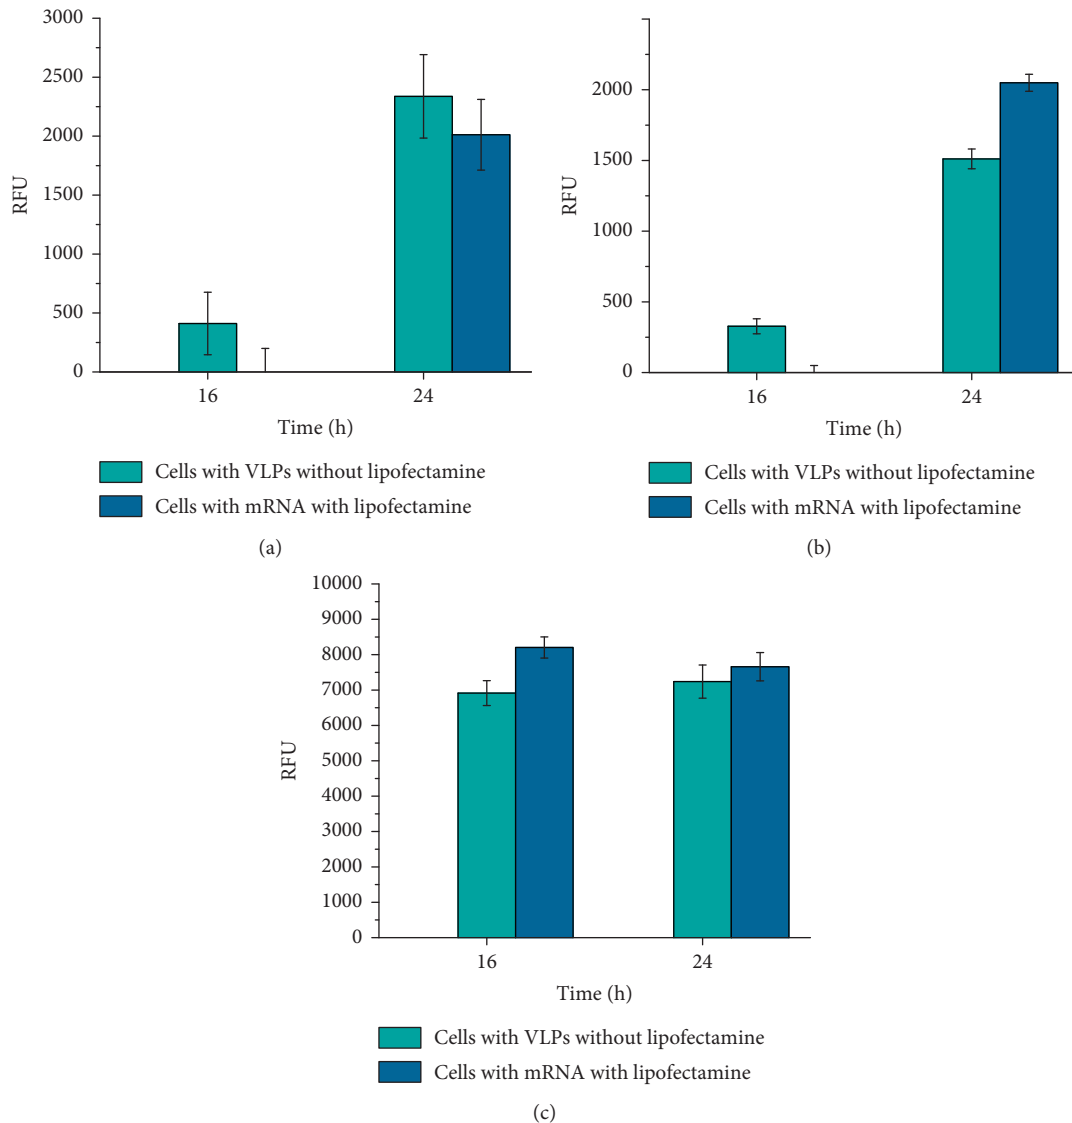 3000
2500
2000
1500
1000
500
0
RFU
16
24
Time (h)
Cells with VLPs without lipofectamine
Cells with mRNA with lipofectamine
(a)
2000
1500
1000
500
0
RFU
16
24
Time (h)
Cells with VLPs without lipofectamine
Cells with mRNA with lipofectamine
(b)
10000
9000
8000
7000
6000
5000
4000
3000
2000
1000
0
RFU
16
24
Time (h)
Cells with VLPs without lipofectamine
Cells with mRNA with lipofectamine
(c)